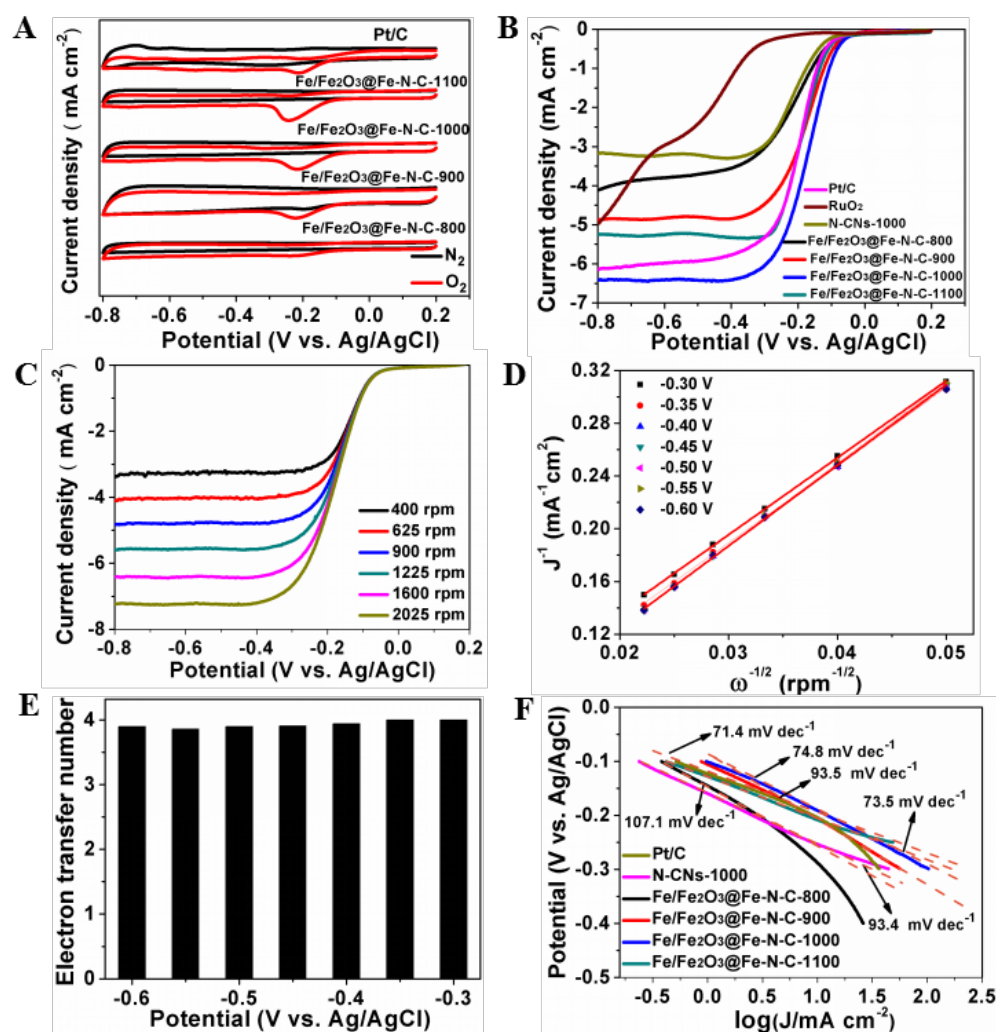 A
Current density ( mA cm-2)
Pt/C
Fe/Fe2O3@Fe-N-C-1100
Fe/Fe2O3@Fe-N-C-1000
Fe/Fe2O3@Fe-N-C-900
Fe/Fe2O3@Fe-N-C-800
N2
O2
-0.8 -0.6 -0.4 -0.2 0.0 0.2
Potential (V vs. Ag/AgCl)
B
Current density (mA cm-2)
0
-1
-2
-3
-4
-5
-6
-7
Pt/C
RuO2
N-CNs-1000
Fe/Fe2O3@Fe-N-C-800
Fe/Fe2O3@Fe-N-C-900
Fe/Fe2O3@Fe-N-C-1000
Fe/Fe2O3@Fe-N-C-1100
-0.8 -0.6 -0.4 -0.2 0.0 0.2
Potential (V vs. Ag/AgCl)
C
Current density ( mA cm-2)
0
-2
-4
-6
-8
400 rpm
625 rpm
900 rpm
1225 rpm
1600 rpm
2025 rpm
-0.8 -0.6 -0.4 -0.2 0.0 0.2
Potential (V vs. Ag/AgCl)
D
J-1 (mA-1cm2)
0.32
0.28
0.24
0.20
0.16
0.12
-0.30 V
-0.35 V
-0.40 V
-0.45 V
-0.50 V
-0.55 V
-0.60 V
0.02 0.03 0.04 0.05
ω-1/2 (rpm-1/2)
E
Electron transfer number
4
3
2
1
0
-0.6 -0.5 -0.4 -0.3
Potential (V vs. Ag/AgCl)
F
Potential (V vs. Ag/AgCl)
0.0
-0.1
-0.2
-0.3
-0.4
-0.5
71.4 mV dec-1
74.8 mV dec-1
93.5 mV dec-1
73.5 mV dec-1
107.1 mV dec-1
93.4 mV dec-1
Pt/C
N-CNs-1000
Fe/Fe2O3@Fe-N-C-800
Fe/Fe2O3@Fe-N-C-900
Fe/Fe2O3@Fe-N-C-1000
Fe/Fe2O3@Fe-N-C-1100
-0.5 0.0 0.5 1.0 1.5 2.0 2.5
log(J/mA cm-2)